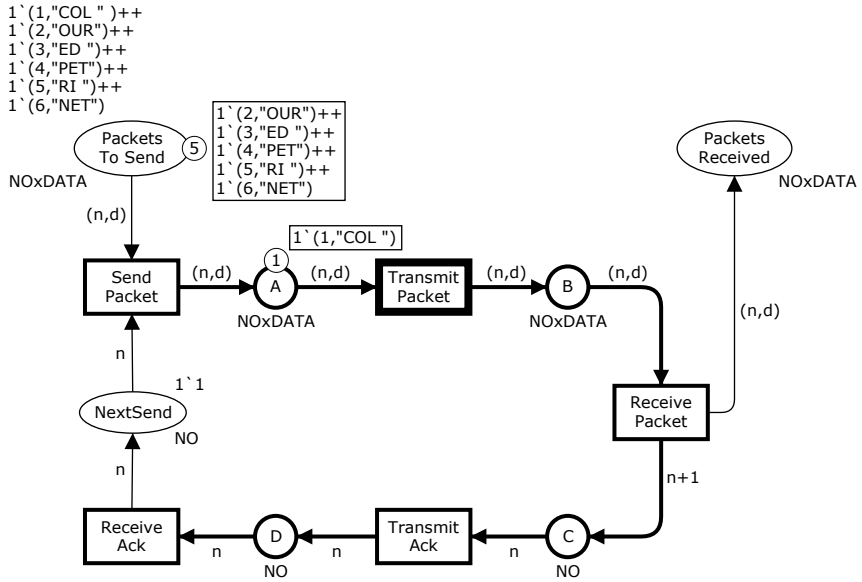 1`(1,"COL ")++
1`(2,"OUR")++
1`(3,"ED ")++
1`(4,"PET")++
1`(5,"RI ")++
1`(6,"NET")
Packets
To Send
5
1`(2,"OUR")++
1`(3,"ED ")++
1`(4,"PET")++
1`(5,"RI ")++
1`(6,"NET")
NOxDATA
Packets
Received
NOxDATA
(n,d)
1`(1,"COL ")
1
Send
Packet
(n,d)
A
NOxDATA
(n,d)
Transmit
Packet
(n,d)
B
NOxDATA
(n,d)
(n,d)
n
1`1
NextSend
NO
Receive
Packet
n
n+1
Receive
Ack
n
D
NO
n
Transmit
Ack
n
C
NO